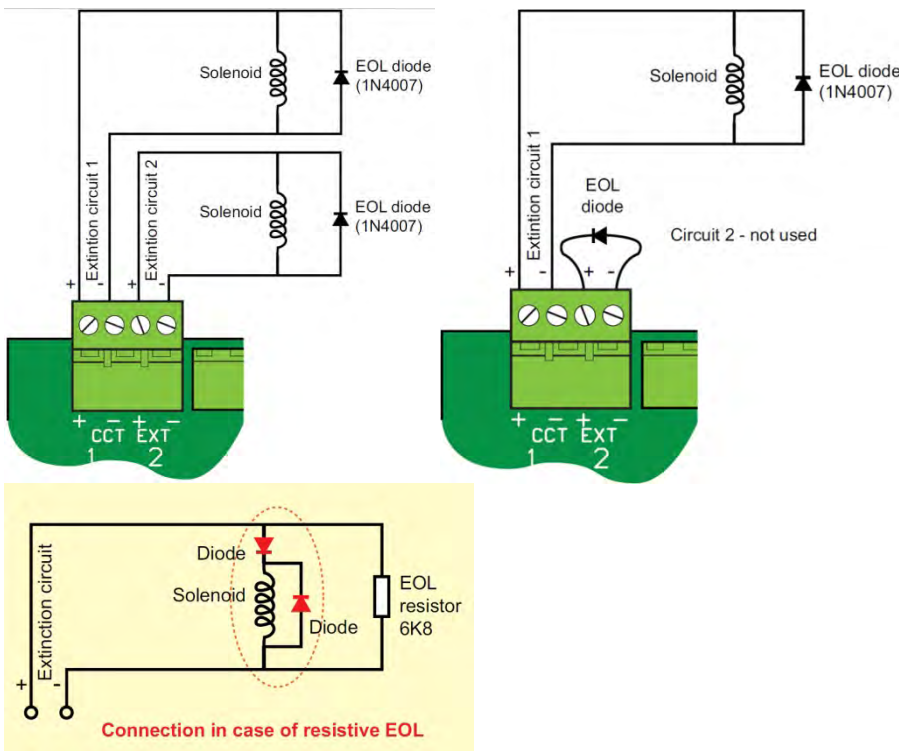 Solenoid
EOL diode
(1N4007)
Extintion circuit 1
+
-
Extintion circuit 2
+
-
Solenoid
EOL diode
(1N4007)
+ - + -
CCT EXT
1 2
Solenoid
EOL diode
(1N4007)
Extintion circuit 1
+
-
EOL
diode
+
-
Circuit 2 - not used
+ - + -
CCT EXT
1 2
Extinction circuit
+
-
Diode
Solenoid
Diode
EOL
resistor
6K8
Connection in case of resistive EOL